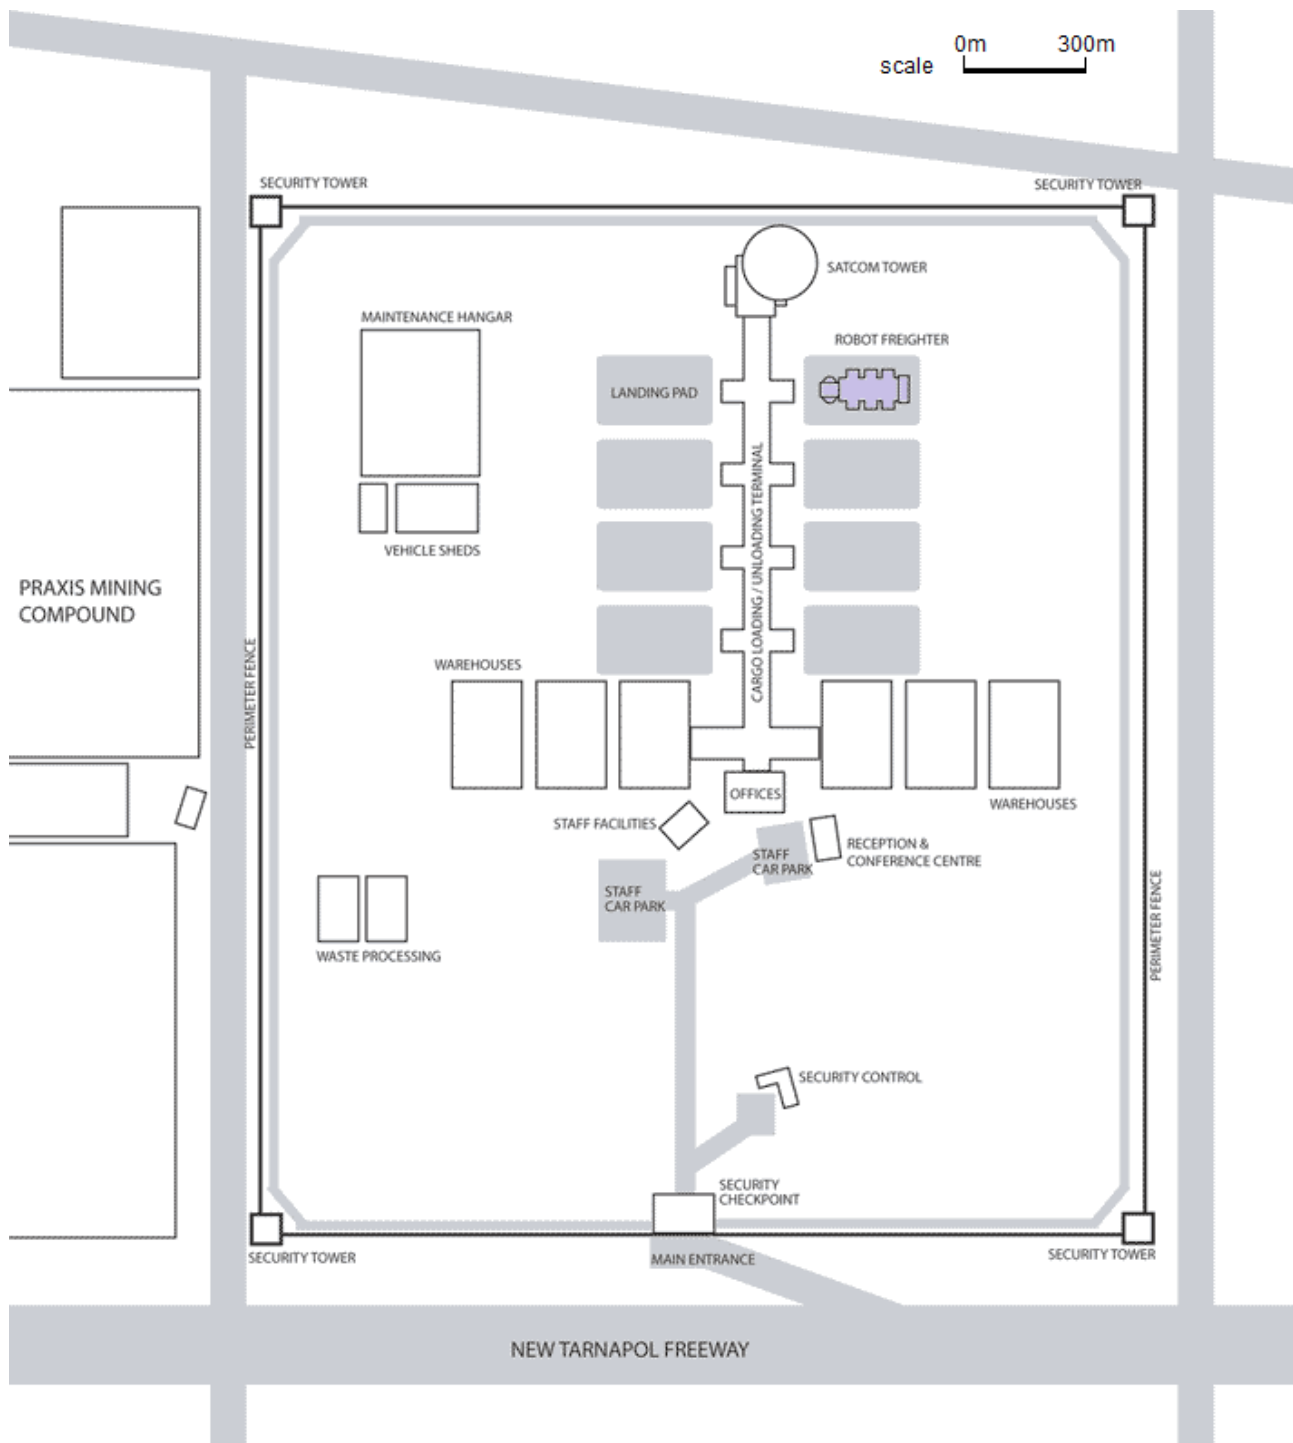 0m 300m
scale
SECURITY TOWER
SECURITY TOWER
SATCOM TOWER
MAINTENANCE HANGAR
ROBOT FREIGHTER
LANDING PAD
CARGO LOADING / UNLOADING TERMINAL
VEHICLE SHEDS
PRAXIS MINING
COMPOUND
PERIMETER FENCE
WAREHOUSES
OFFICES
WAREHOUSES
STAFF FACILITIES
RECEPTION &
CONFERENCE CENTRE
STAFF
CAR PARK
STAFF
CAR PARK
PERIMETER FENCE
WASTE PROCESSING
SECURITY CONTROL
SECURITY
CHECKPOINT
SECURITY TOWER
MAIN ENTRANCE
SECURITY TOWER
NEW TARNAPOL FREEWAY